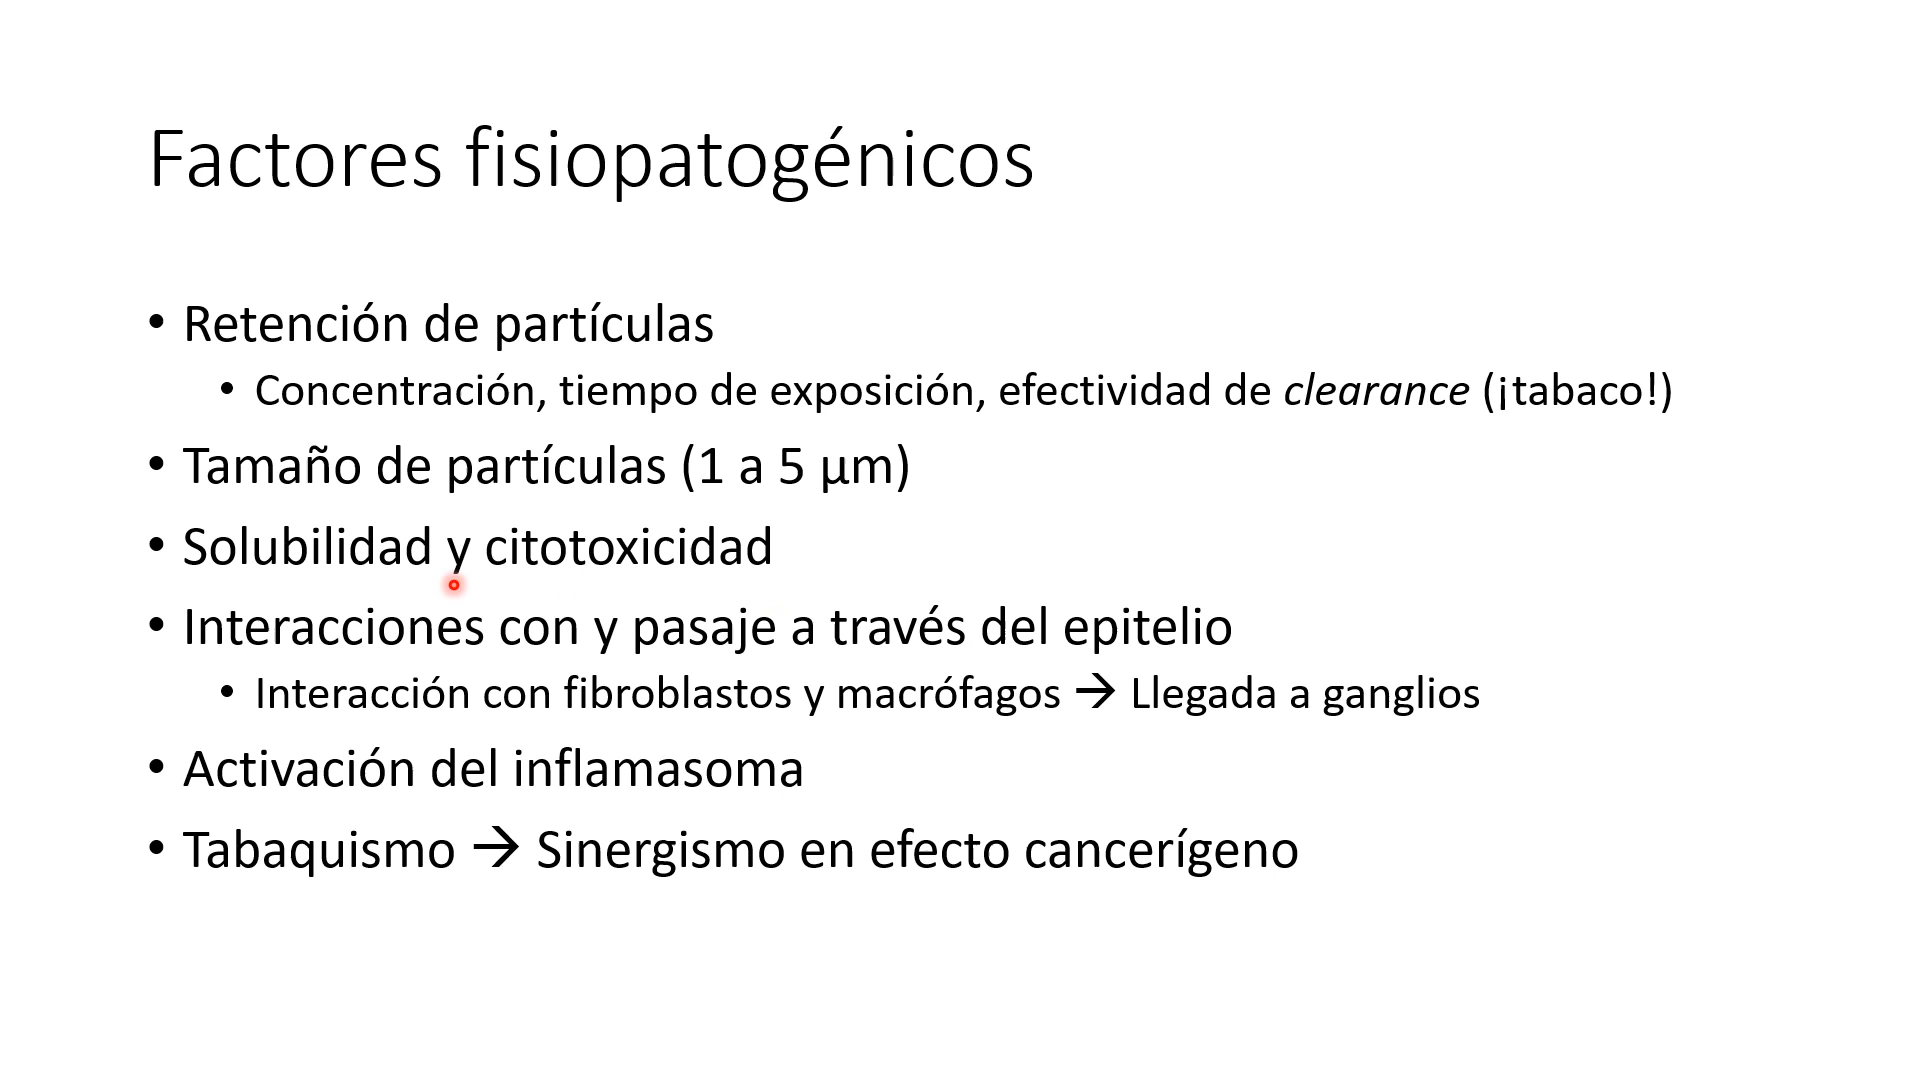 Factores fisiopatogénicos
• Retención de partículas
• Concentración, tiempo de exposición, efectividad de clearance (¡tabaco!)
• Tamaño de partículas (1 a 5 μm)
• Solubilidad y citotoxicidad
• Interacciones con y pasaje a través del epitelio
• Interacción con fibroblastos y macrófagos → Llegada a ganglios
• Activación del inflamasoma
• Tabaquismo → Sinergismo en efecto cancerígeno